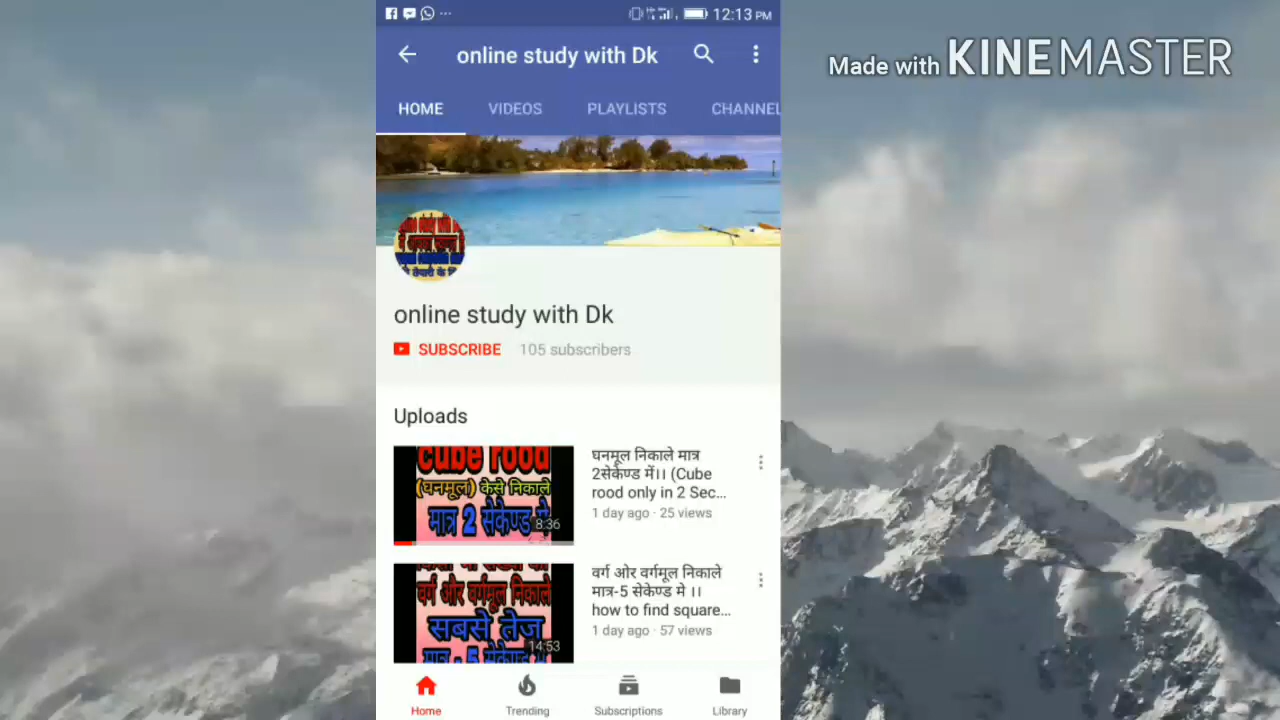 12:13 PM
Made with KINEMASTER
online study with Dk
HOME VIDEOS PLAYLISTS CHANNEL
online study with Dk
SUBSCRIBE 105 subscribers
Uploads
cube rood
(घनमूल) केसे निकाले
मात्र 2 सेकेण्ड मे
8:36
घनमूल निकाले मात्र
2सेकेण्ड में।। (Cube
rood only in 2 Sec...
1 day ago · 25 views
वर्ग और वर्गमूल निकाले
सबसे तेज
मात्र - 5 सेकेण्ड में
14:53
वर्ग ओर वर्गमूल निकाले
मात्र-5 सेकेण्ड मे ।।
how to find square...
1 day ago · 57 views
Home Trending Subscriptions Library